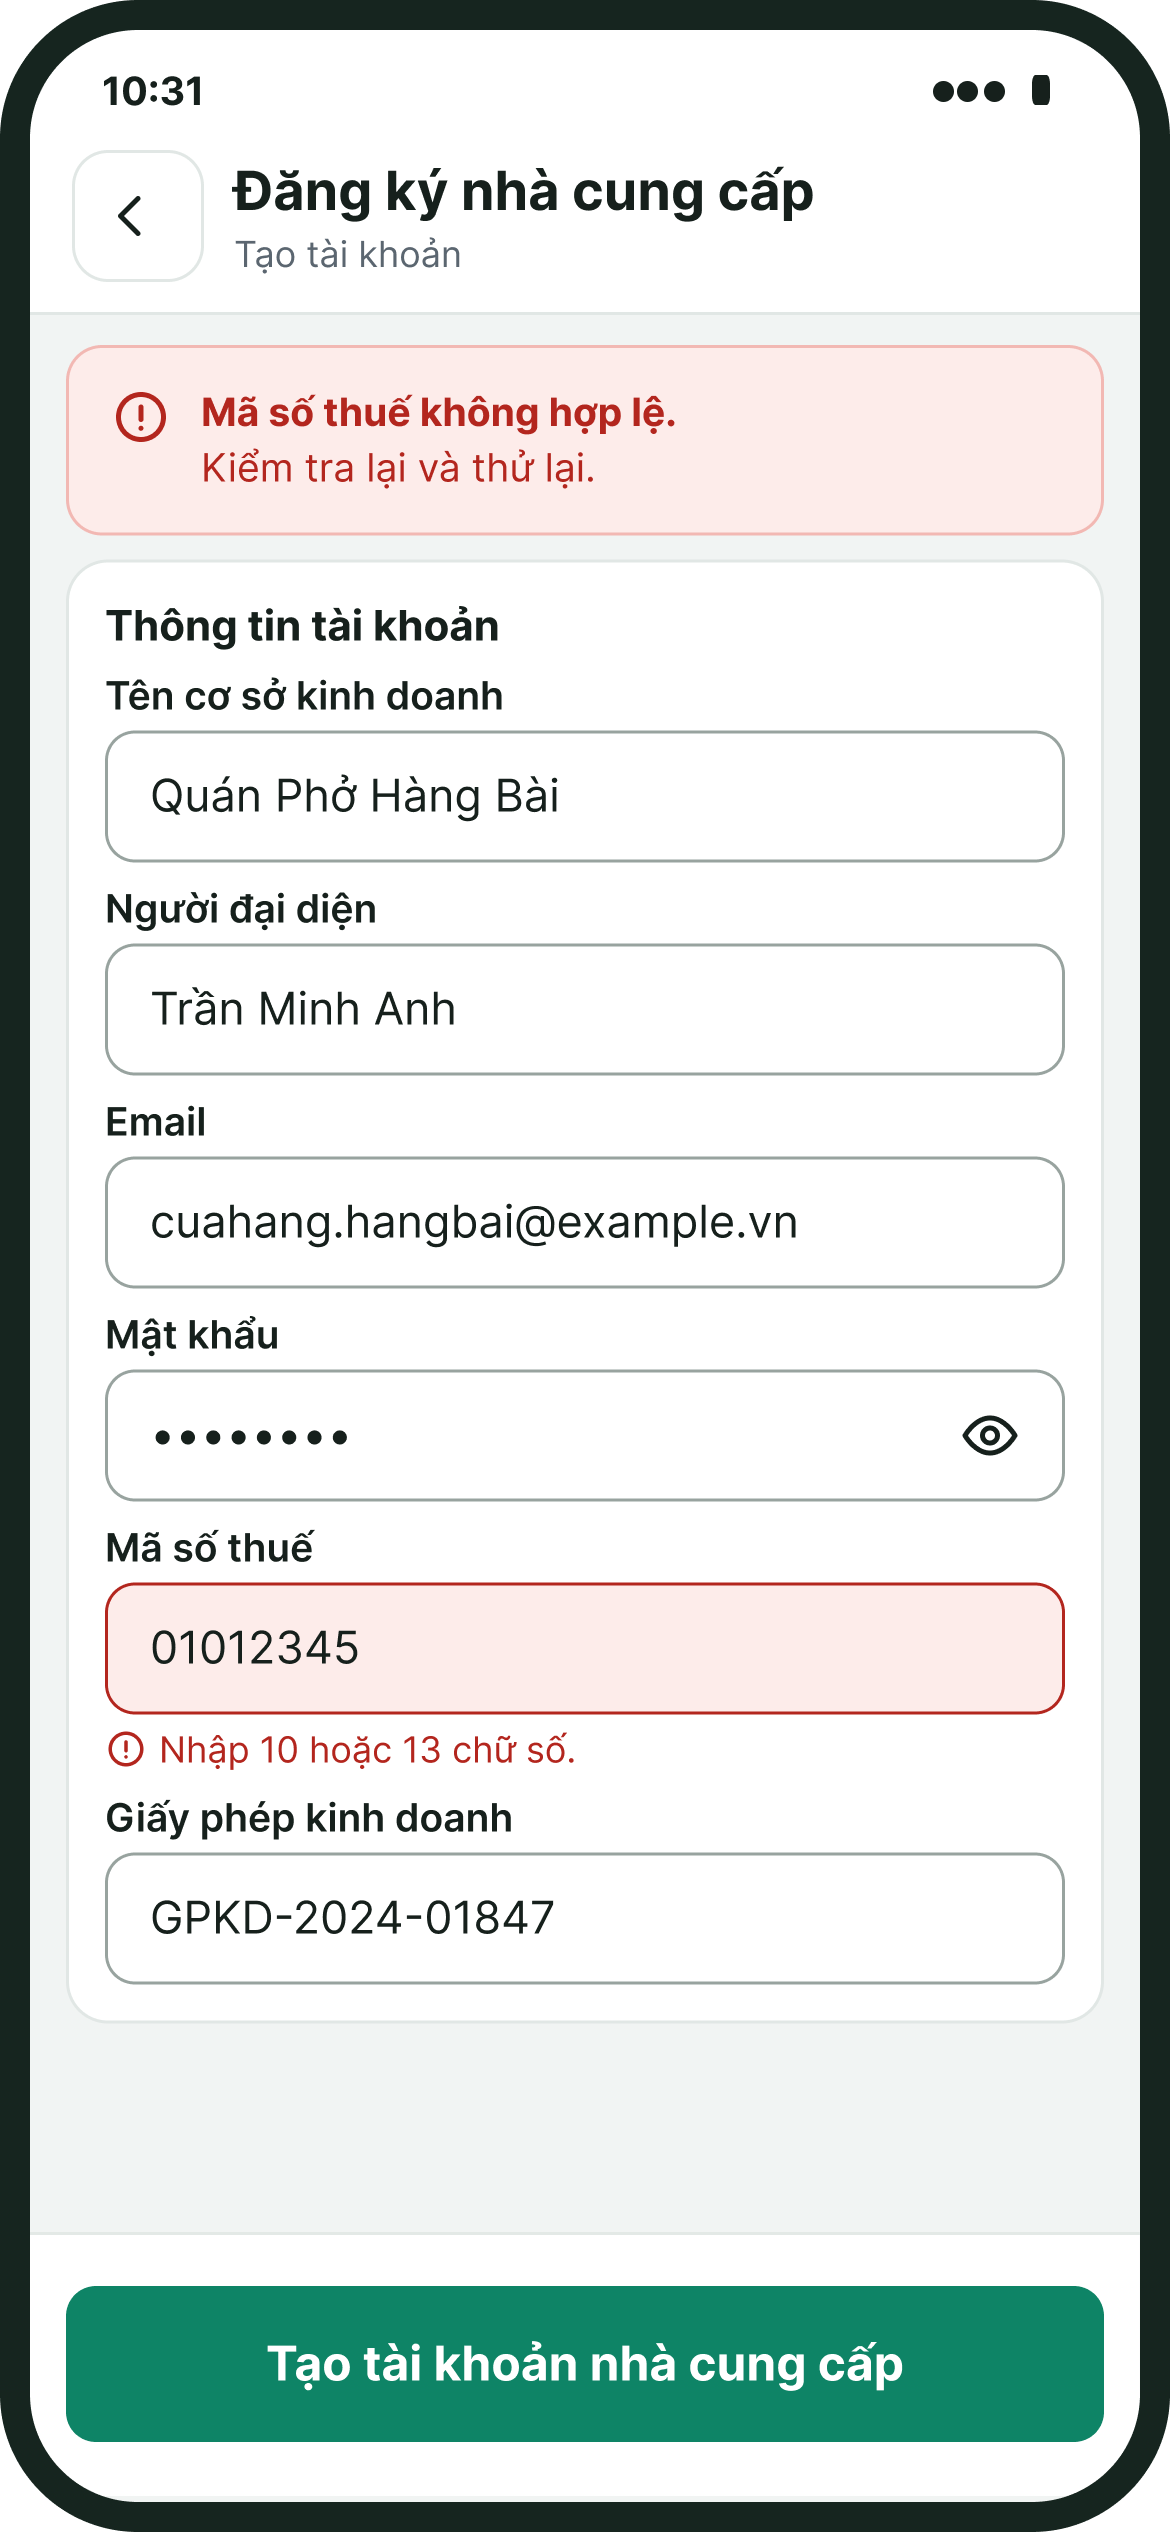 10:31
Đăng ký nhà cung cấp
Tạo tài khoản
Mã số thuế không hợp lệ.
Kiểm tra lại và thử lại.
Thông tin tài khoản
Tên cơ sở kinh doanh
Quán Phở Hàng Bài
Người đại diện
Trần Minh Anh
Email
cuahang.hangbai@example.vn
Mật khẩu
••••••••
Mã số thuế
01012345
Nhập 10 hoặc 13 chữ số.
Giấy phép kinh doanh
GPKD-2024-01847
Tạo tài khoản nhà cung cấp